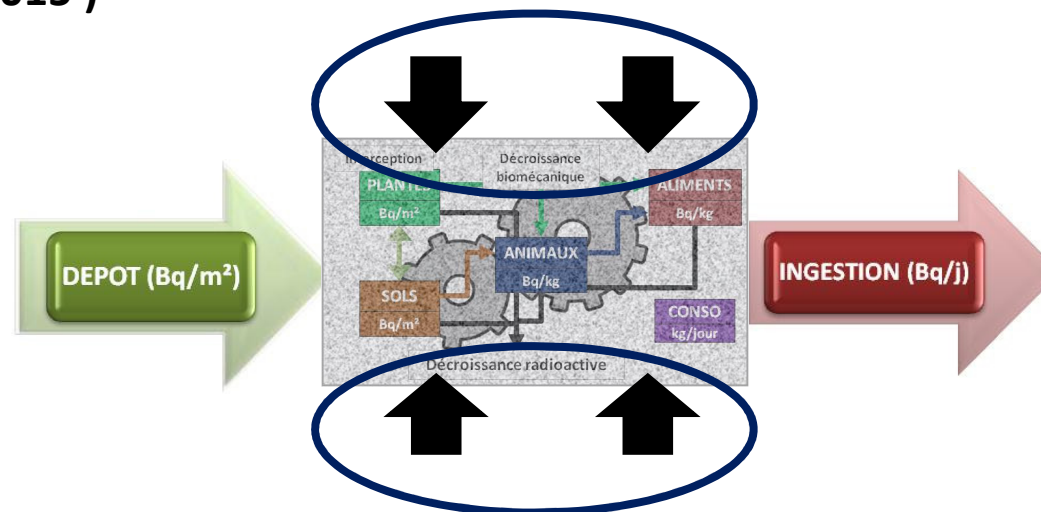 DEPOT (Bq/m²)
Décroissance
biomécanique
PLANTES
Bq/m²
ALIMENTS
Bq/kg
ANIMAUX
Bq/kg
SOLS
Bq/m²
CONSO
kg/jour
Décroissance radioactive
INGESTION (Bq/j)